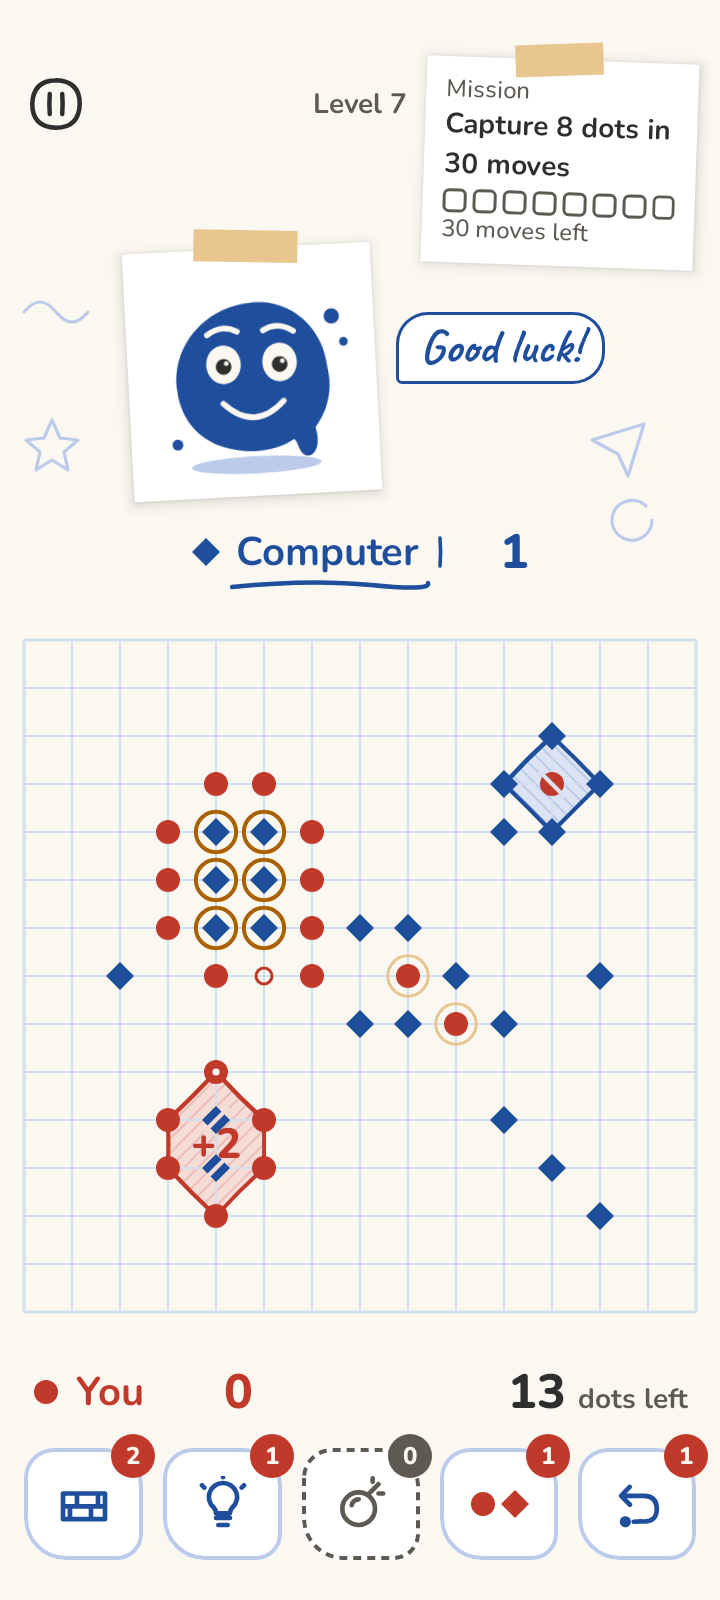 Level 7
Mission
Capture 8 dots in
30 moves
30 moves left
Good luck!
Computer 1
+2
You 0
13 dots left
2
1
0
1
1